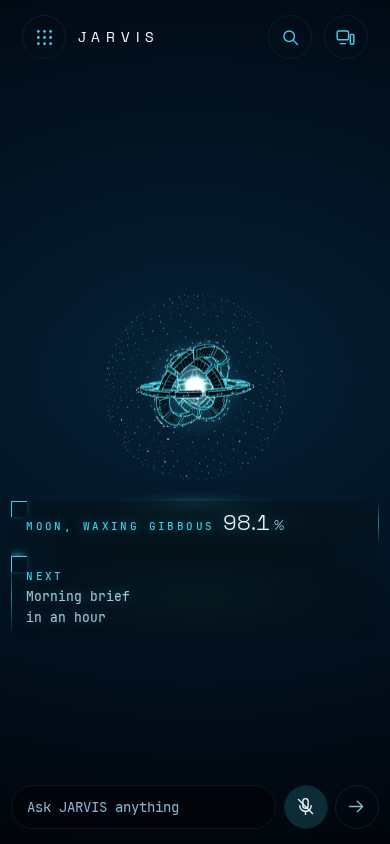 JARVIS
MOON, WAXING GIBBOUS 98.1 %
NEXT
Morning brief
in an hour
Ask JARVIS anything